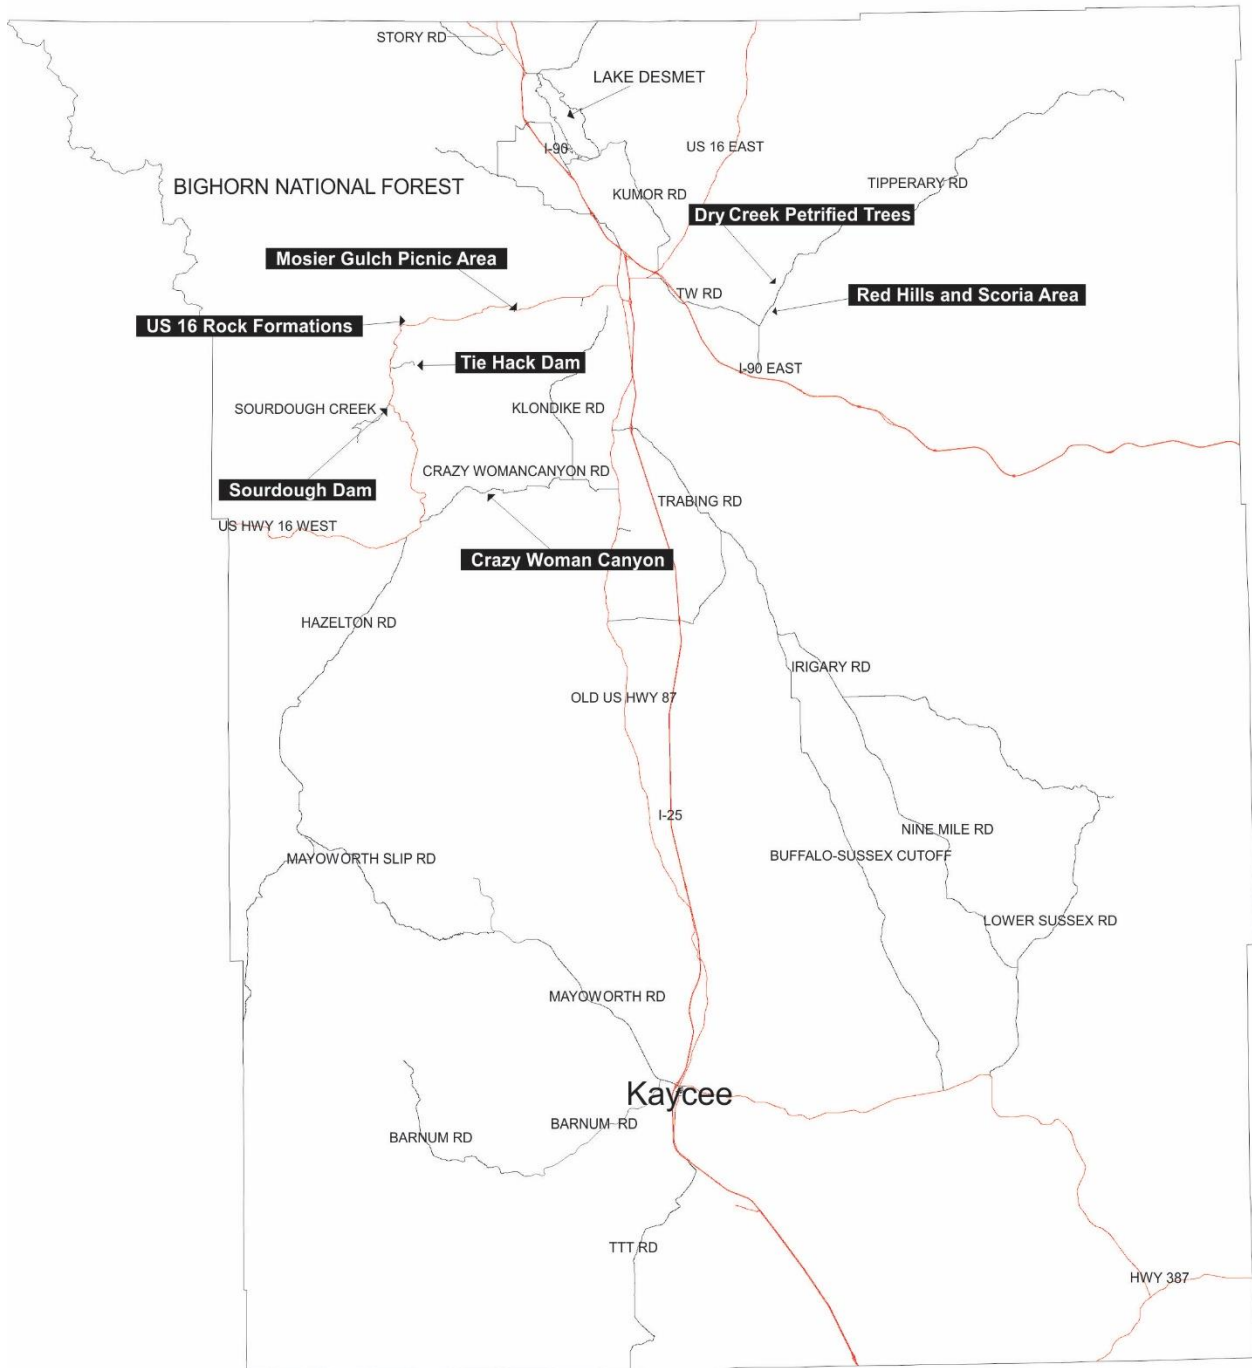 STORY RD
LAKE DESMET
I-90
US 16 EAST
BIGHORN NATIONAL FOREST
KUMOR RD
TIPPERARY RD
Dry Creek Petrified Trees
Mosier Gulch Picnic Area
TW RD
Red Hills and Scoria Area
US 16 Rock Formations
Tie Hack Dam
I-90 EAST
SOURDOUGH CREEK
KLONDIKE RD
CRAZY WOMANCANYON RD
Sourdough Dam
TRABING RD
US HWY 16 WEST
Crazy Woman Canyon
HAZELTON RD
IRIGARY RD
OLD US HWY 87
I-25
NINE MILE RD
MAYOWORTH SLIP RD
BUFFALO-SUSSEX CUTOFF
LOWER SUSSEX RD
MAYOWORTH RD
Kaycee
BARNUM RD
BARNUM RD
TTT RD
HWY 387